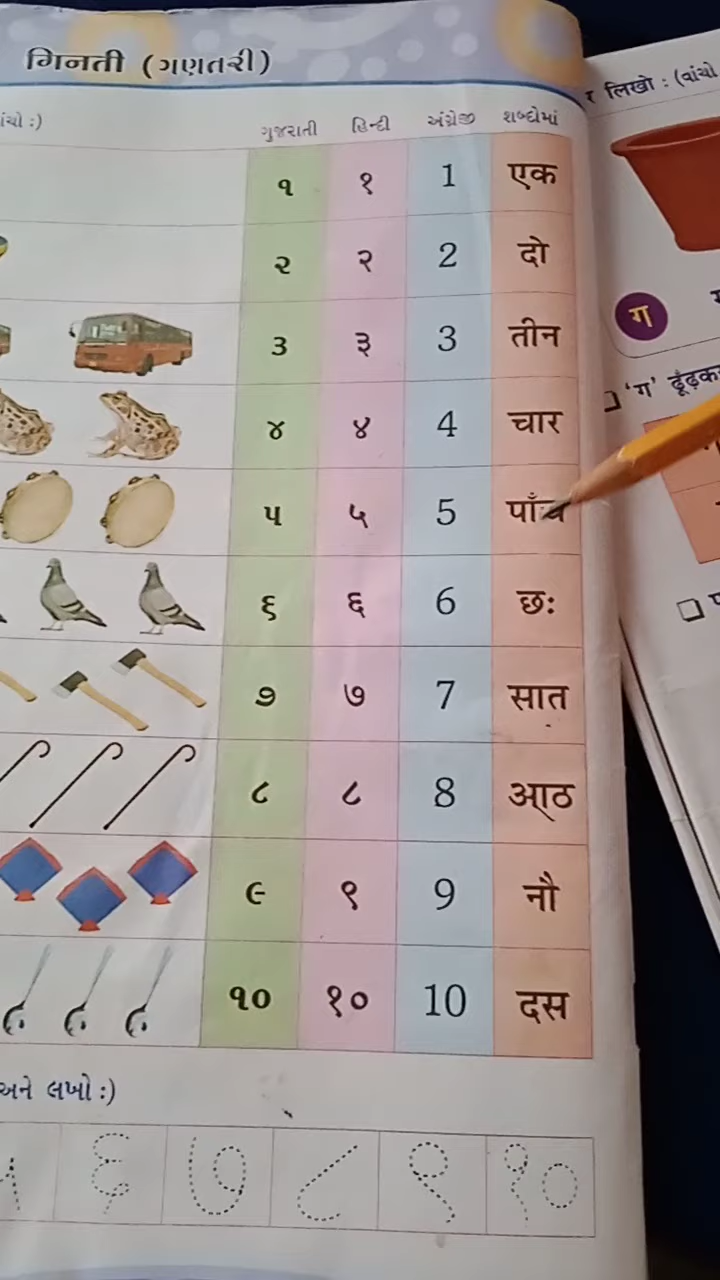 गिनती (ગણતરી)
ગુજરાતી हिन्दी અંગ્રેજી શબ્દોમાં
૧ १ 1 एक
૨ २ 2 दो
૩ ३ 3 तीन
૪ ४ 4 चार
૫ ५ 5 पाँच
૬ ६ 6 छः
૭ ७ 7 सात
૮ ८ 8 आठ
૯ ९ 9 नौ
૧૦ १० 10 दस
અને લખો :)
६ ७ ८ ९ १०
लिखो : (વાંચો
ग
'ग'